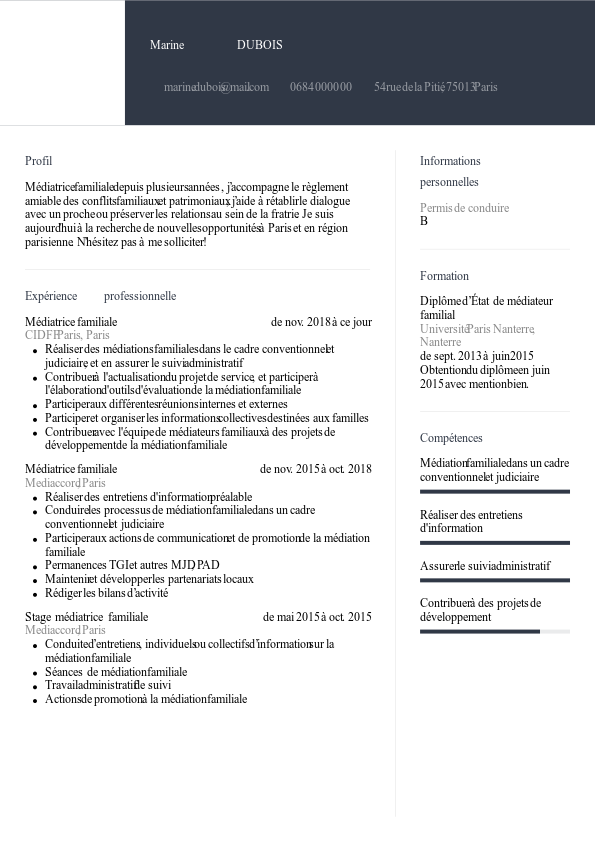 Marine DUBOIS
marinedubois@mail.com 0684000000 54 rue de la Pitié, 75013 Paris
Profil
Médiatrice familiale depuis plusieurs années, j'accompagne le règlement
amiable des conflits familiaux et patrimoniaux, j'aide à rétablir le dialogue
avec un proche ou préserver les relations au sein de la fratrie. Je suis
aujourd'hui à la recherche de nouvelles opportunités à Paris et en région
parisienne. N'hésitez pas à me solliciter!
Expérience professionnelle
Médiatrice familiale de nov. 2018 à ce jour
CIDFF Paris, Paris
• Réaliser des médiations familiales dans le cadre conventionnel et
judiciaire, et en assurer le suivi administratif
• Contribuer à l'actualisation du projet de service, et participer à
l'élaboration d'outils d'évaluation de la médiation familiale
• Participer aux différentes réunions internes et externes
• Participer et organiser les informations collectives destinées aux familles
• Contribuer avec l'équipe de médiateurs familiaux à des projets de
développement de la médiation familiale
Médiatrice familiale de nov. 2015 à oct. 2018
Mediaccord, Paris
• Réaliser des entretiens d'information préalable
• Conduire les processus de médiation familiale dans un cadre
conventionnel et judiciaire
• Participer aux actions de communication et de promotion de la médiation
familiale
• Permanences TGI et autres MJD, PAD
• Maintenir et développer les partenariats locaux
• Rédiger les bilans d'activité
Stage médiatrice familiale de mai 2015 à oct. 2015
Mediaccord, Paris
• Conduite d'entretiens, individuels ou collectifs d'information sur la
médiation familiale
• Séances de médiation familiale
• Travail administratif de suivi
• Actions de promotion à la médiation familiale
Informations
personnelles
Permis de conduire
B
Formation
Diplôme d'État de médiateur
familial
Université Paris Nanterre,
Nanterre
de sept. 2013 à juin 2015
Obtention du diplôme en juin
2015 avec mention bien.
Compétences
Médiation familiale dans un cadre
conventionnel et judiciaire
Réaliser des entretiens
d'information
Assurer le suivi administratif
Contribuer à des projets de
développement